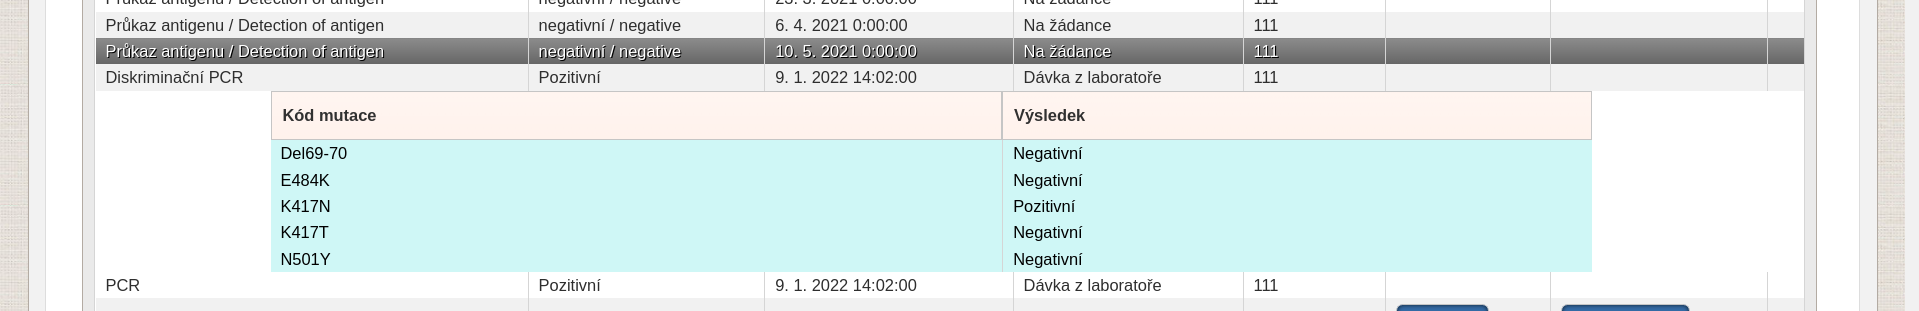 Průkaz antigenu / Detection of antigen negativní / negative 23. 3. 2021 0:00:00 Na žádance 111
Průkaz antigenu / Detection of antigen negativní / negative 6. 4. 2021 0:00:00 Na žádance 111
Průkaz antigenu / Detection of antigen negativní / negative 10. 5. 2021 0:00:00 Na žádance 111
Diskriminační PCR Pozitivní 9. 1. 2022 14:02:00 Dávka z laboratoře 111
Kód mutace Výsledek
Del69-70 Negativní
E484K Negativní
K417N Pozitivní
K417T Negativní
N501Y Negativní
PCR Pozitivní 9. 1. 2022 14:02:00 Dávka z laboratoře 111